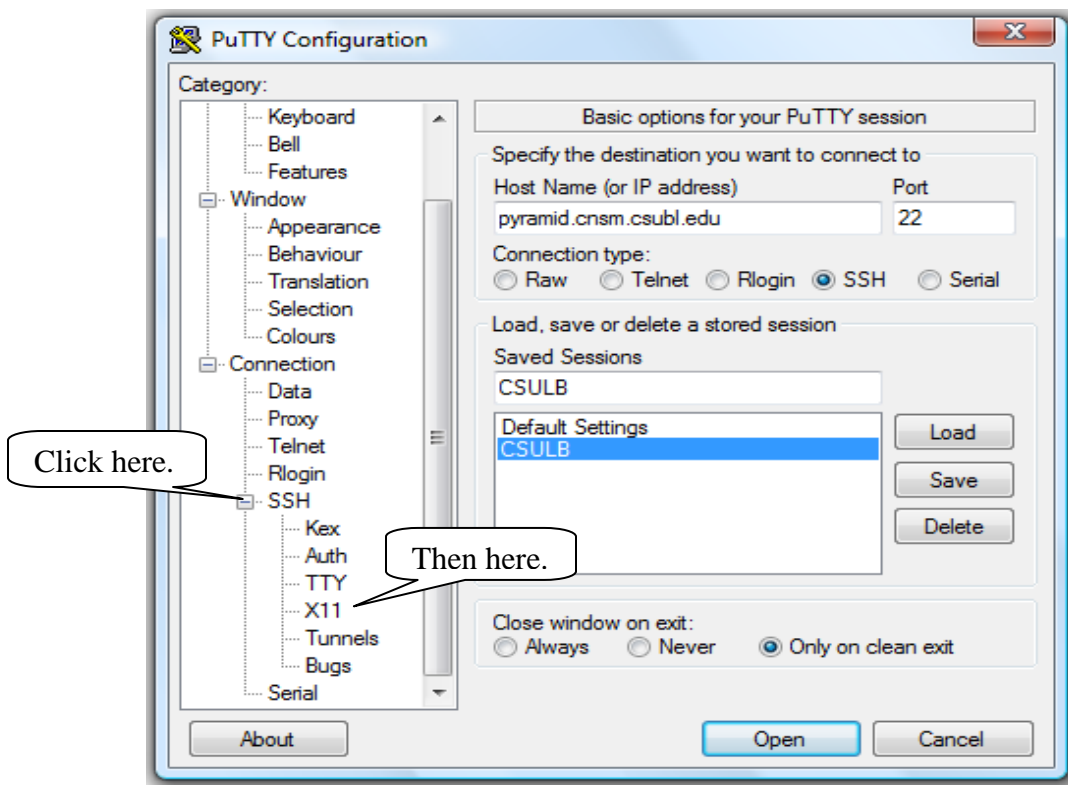 PuTTY Configuration
Category:
Keyboard
Bell
Features
Window
Appearance
Behaviour
Translation
Selection
Colours
Connection
Data
Proxy
Telnet
Rlogin
SSH
Kex
Auth
TTY
X11
Tunnels
Bugs
Serial
Click here.
Then here.
Basic options for your PuTTY session
Specify the destination you want to connect to
Host Name (or IP address) Port
pyramid.cnsm.csubl.edu 22
Connection type:
Raw Telnet Rlogin SSH Serial
Load, save or delete a stored session
Saved Sessions
CSULB
Default Settings
CSULB
Load
Save
Delete
Close window on exit:
Always Never Only on clean exit
About Open Cancel